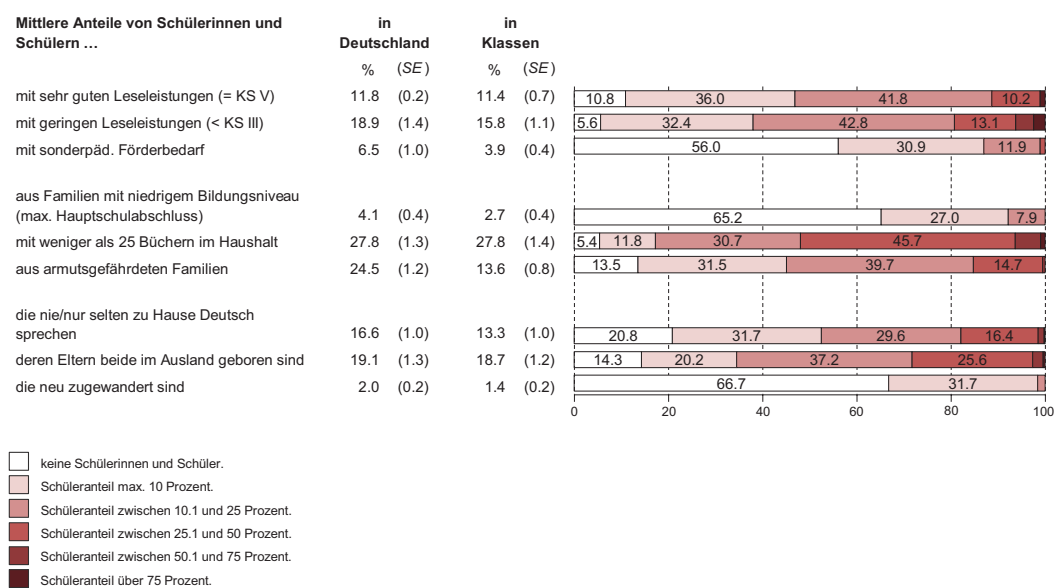 Mittlere Anteile von Schülerinnen und in in
Schülern … Deutschland Klassen
% (SE) % (SE)
mit sehr guten Leseleistungen (= KS V) 11.8 (0.2) 11.4 (0.7) 10.8 36.0 41.8 10.2
mit geringen Leseleistungen (< KS III) 18.9 (1.4) 15.8 (1.1) 5.6 32.4 42.8 13.1
mit sonderpäd. Förderbedarf 6.5 (1.0) 3.9 (0.4) 56.0 30.9 11.9
aus Familien mit niedrigem Bildungsniveau
(max. Hauptschulabschluss) 4.1 (0.4) 2.7 (0.4) 65.2 27.0 7.9
mit weniger als 25 Büchern im Haushalt 27.8 (1.3) 27.8 (1.4) 5.4 11.8 30.7 45.7
aus armutsgefährdeten Familien 24.5 (1.2) 13.6 (0.8) 13.5 31.5 39.7 14.7
die nie/nur selten zu Hause Deutsch
sprechen 16.6 (1.0) 13.3 (1.0) 20.8 31.7 29.6 16.4
deren Eltern beide im Ausland geboren sind 19.1 (1.3) 18.7 (1.2) 14.3 20.2 37.2 25.6
die neu zugewandert sind 2.0 (0.2) 1.4 (0.2) 66.7 31.7
0 20 40 60 80 100
keine Schülerinnen und Schüler.
Schüleranteil max. 10 Prozent.
Schüleranteil zwischen 10.1 und 25 Prozent.
Schüleranteil zwischen 25.1 und 50 Prozent.
Schüleranteil zwischen 50.1 und 75 Prozent.
Schüleranteil über 75 Prozent.